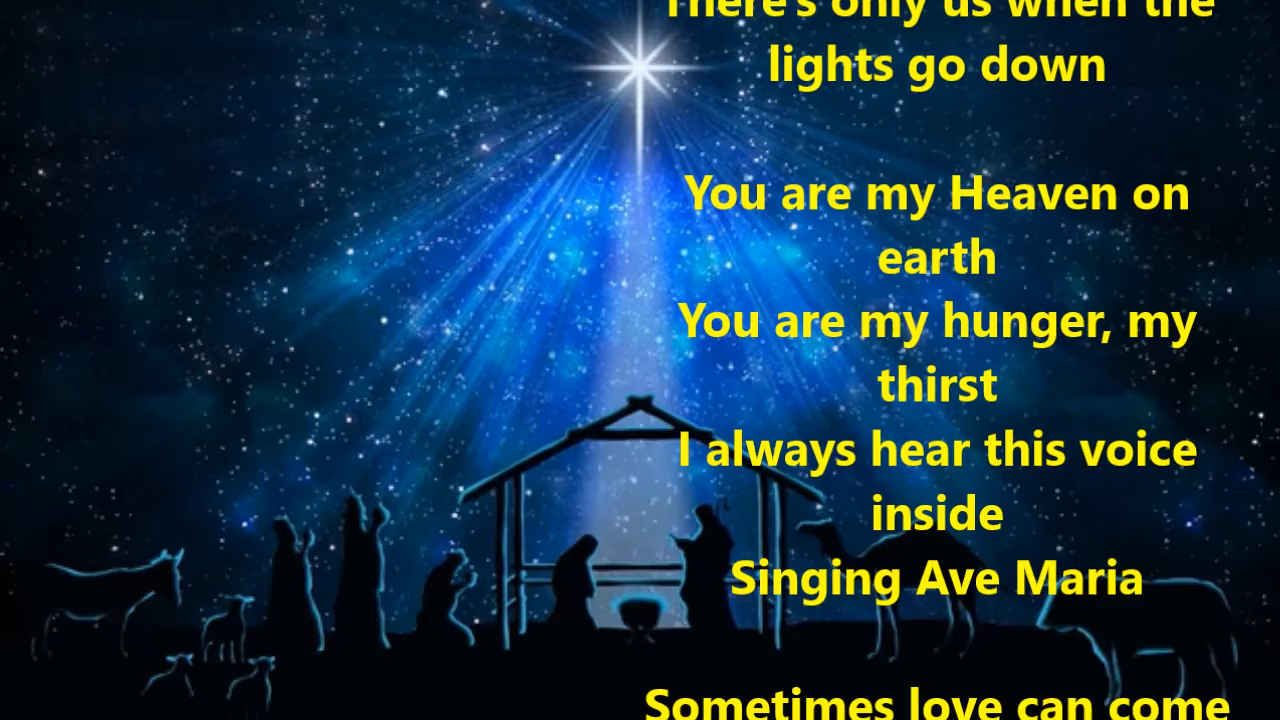 There's only us when the
lights go down
You are my Heaven on
earth
You are my hunger, my
thirst
I always hear this voice
inside
Singing Ave Maria
Sometimes love can come